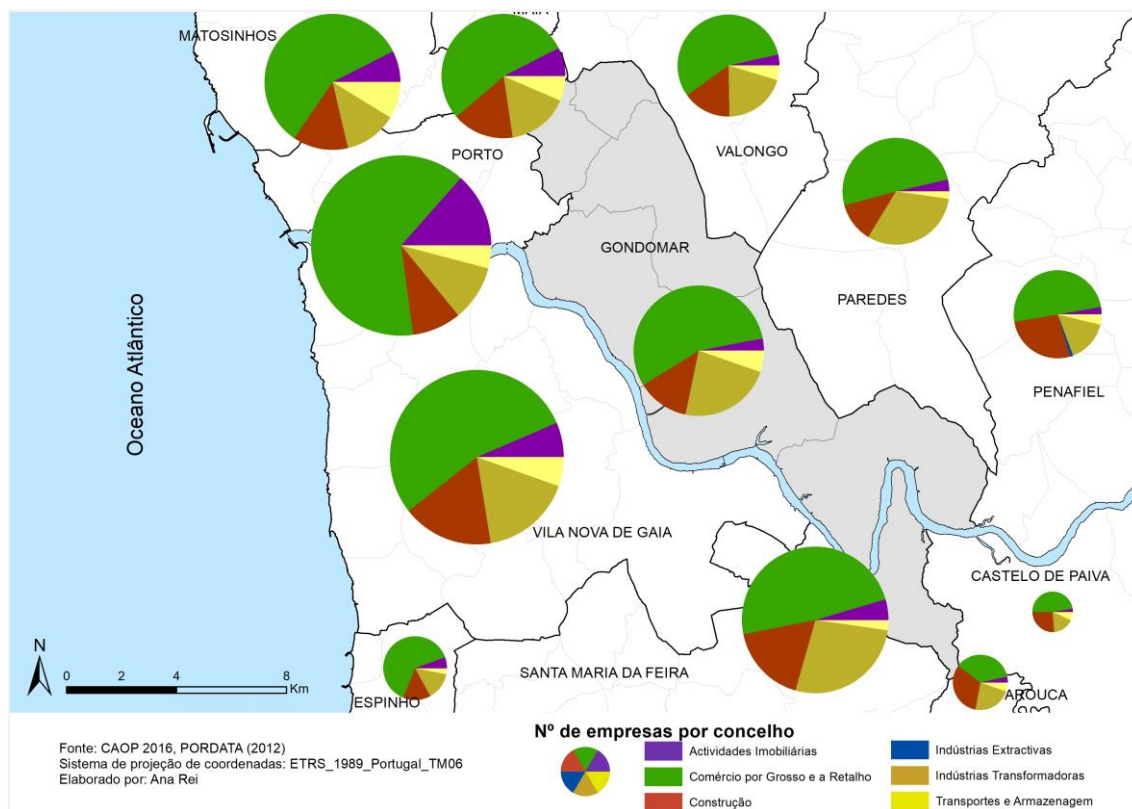 MATOSINHOS
MAIA
PORTO
VALONGO
GONDOMAR
PAREDES
PENAFIEL
Oceano Atlântico
VILA NOVA DE GAIA
CASTELO DE PAIVA
SANTA MARIA DA FEIRA
ESPINHO
AROUCA
N
0 2 4 8
Km
Nº de empresas por concelho
Actividades Imobiliárias
Comércio por Grosso e a Retalho
Construção
Indústrias Extractivas
Indústrias Transformadoras
Transportes e Armazenagem
Fonte: CAOP 2016, PORDATA (2012)
Sistema de projeção de coordenadas: ETRS_1989_Portugal_TM06
Elaborado por: Ana Rei